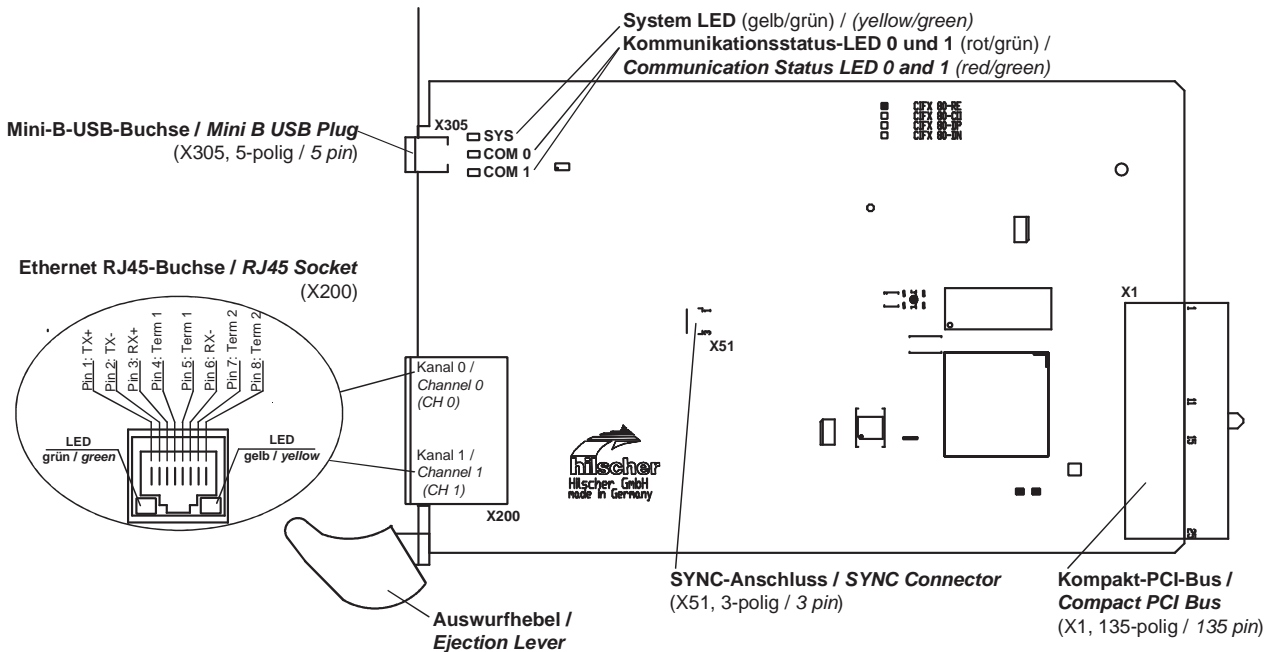 System LED (gelb/grün) / (yellow/green)
Kommunikationsstatus-LED 0 und 1 (rot/grün) /
Communication Status LED 0 and 1 (red/green)
Mini-B-USB-Buchse / Mini B USB Plug
(X305, 5-polig / 5 pin)
X305
SYS
COM 0
COM 1
CIFX 80-RE
CIFX 80-DN
Ethernet RJ45-Buchse / RJ45 Socket
(X200)
Pin 1: TX+
Pin 2: TX-
Pin 3: RX+
Pin 4: Term 1
Pin 5: Term 1
Pin 6: RX-
Pin 7: Term 2
Pin 8: Term 2
LED
grün / green
LED
gelb / yellow
Kanal 0 /
Channel 0
(CH 0)
Kanal 1 /
Channel 1
(CH 1)
X200
1
3
X51
X1
1
11
15
25
hilscher
Hilscher GmbH
made in Germany
SYNC-Anschluss / SYNC Connector
(X51, 3-polig / 3 pin)
Kompakt-PCI-Bus /
Compact PCI Bus
(X1, 135-polig / 135 pin)
Auswurfhebel /
Ejection Lever